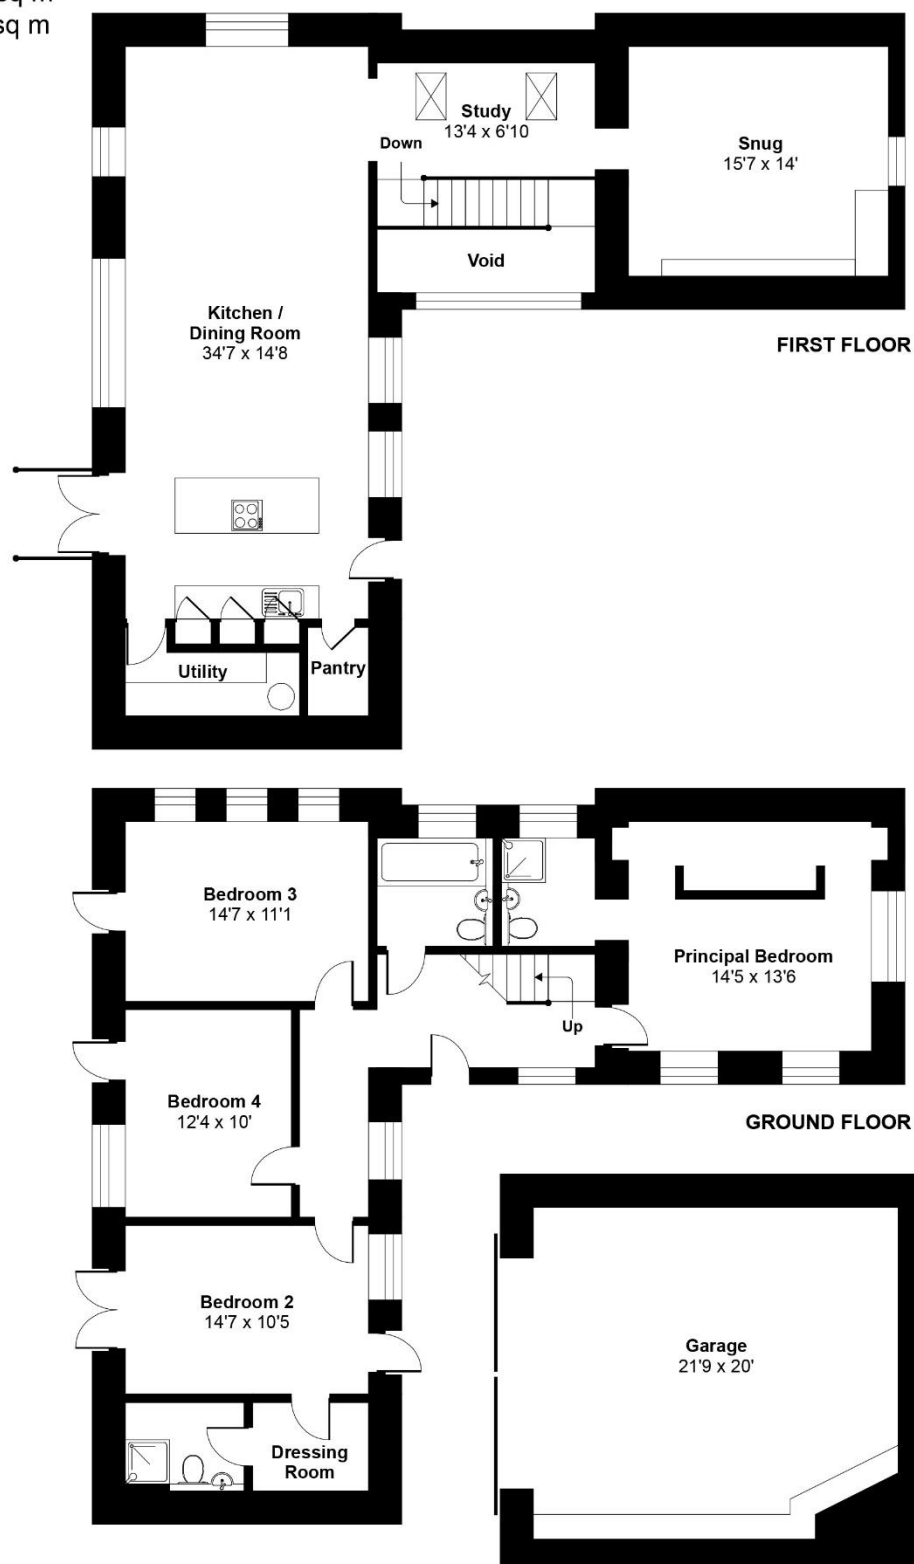 sq m
Study
13'4 x 6'10
Down
Snug
15'7 x 14'
Void
Kitchen /
Dining Room
34'7 x 14'8
FIRST FLOOR
Utility
Pantry
Bedroom 3
14'7 x 11'1
Principal Bedroom
14'5 x 13'6
Up
Bedroom 4
12'4 x 10'
GROUND FLOOR
Bedroom 2
14'7 x 10'5
Garage
21'9 x 20'
Dressing
Room